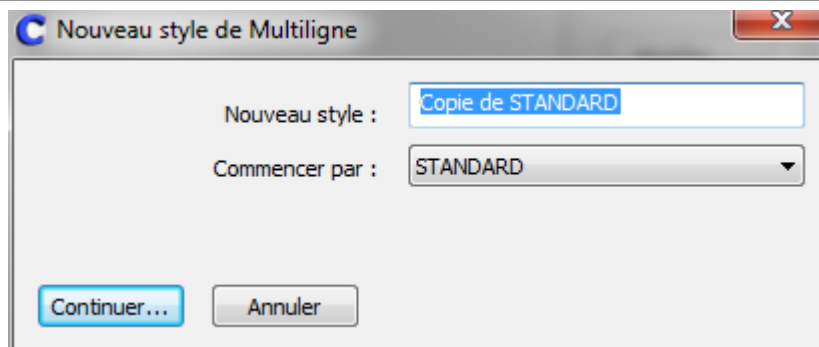 Nouveau style de Multiligne
Nouveau style :
Copie de STANDARD
Commencer par :
STANDARD
Continuer...
Annuler